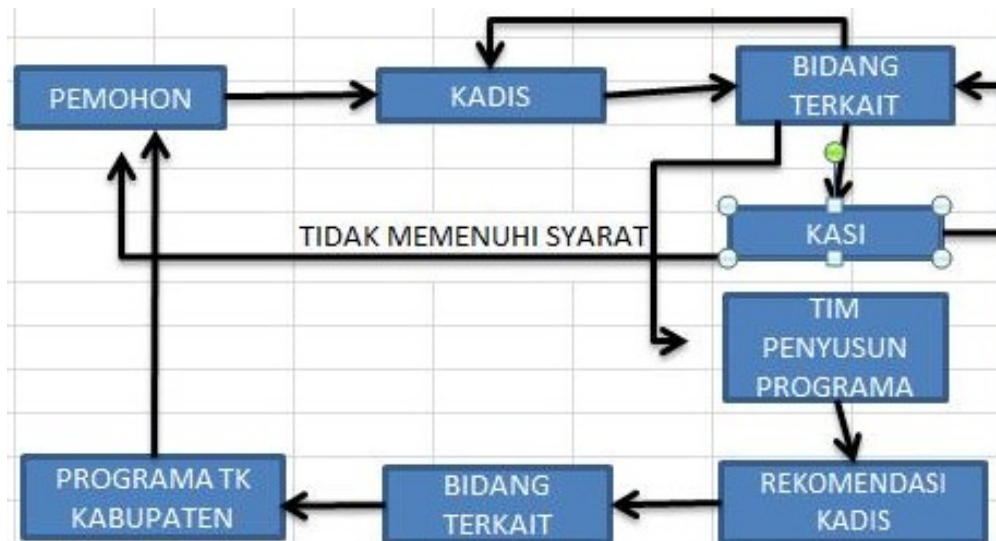 PEMOHON
KADIS
BIDANG
TERKAIT
KASI
TIDAK MEMENUHI SYARAT
TIM
PENYUSUN
PROGRAMA
REKOMENDASI
KADIS
BIDANG
TERKAIT
PROGRAMA TK
KABUPATEN